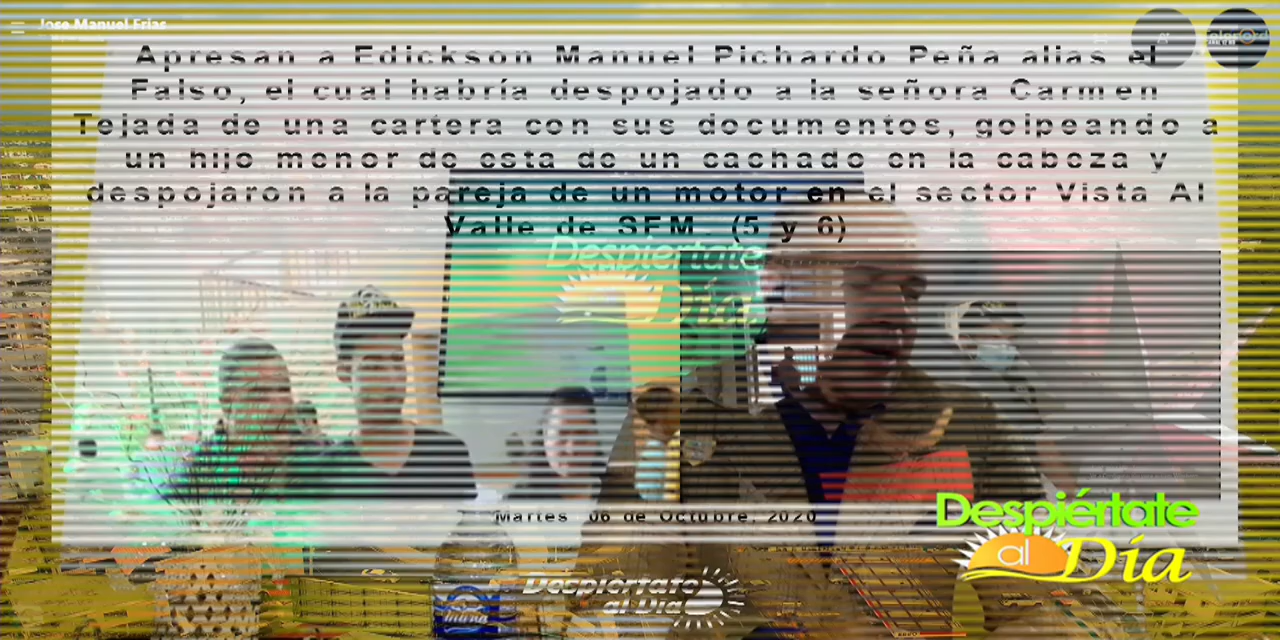 Jose Manuel Frias
Apresan a Edickson Manuel Pichardo Peña alias el
Falso, el cual habría despojado a la señora Carmen
Tejada de una cartera con sus documentos, golpeando a
un hijo menor de esta de un cachado en la cabeza y
despojaron a la pareja de un motor en el sector Vista Al
Valle de SFM. (5 y 6)
Despiértate
Día
Martes 06 de Octubre, 2020
Despiértate
al Día
Despiértate
al Día